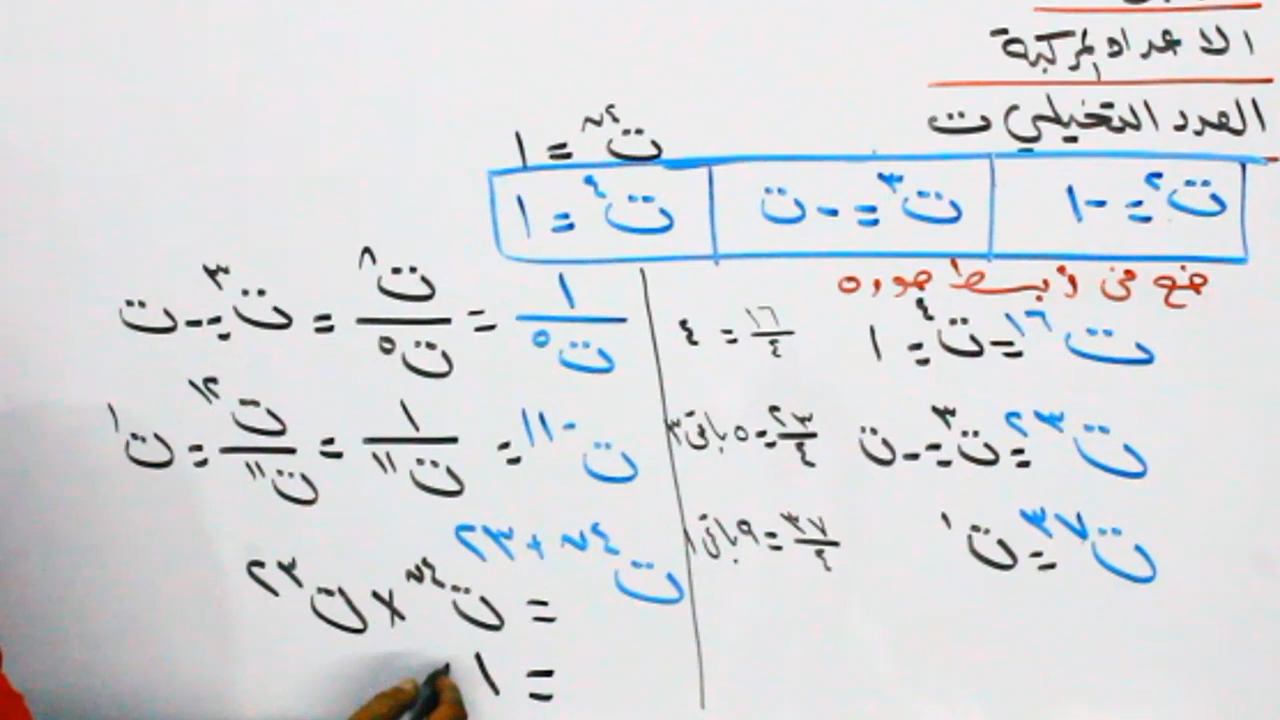 الاعداد المركبة
العدد التخيلي ت
ت^٤ن = ١
ت^٢ = -١
ت^٣ = -ت
ت^٤ = ١
ضع فى أبسط صوره
ت^١٦ = ت^٤ = ١
١٦/٤ = ٤
ت^٢٣ = ت^٣ = -ت
٢٣/٤ = ٥ باقى ٣
ت^٣٧ = ت^١
٣٧/٤ = ٩ باقى ١
١/ت^٥ = ت^٨/ت^٥ = ت^٣ = -ت
ت^-١١ = ١/ت^١١ = ت^١٢/ت^١١ = ت^١
ت^٤ن+٢٣
= ت^٤ن × ت^٢٣
= ١